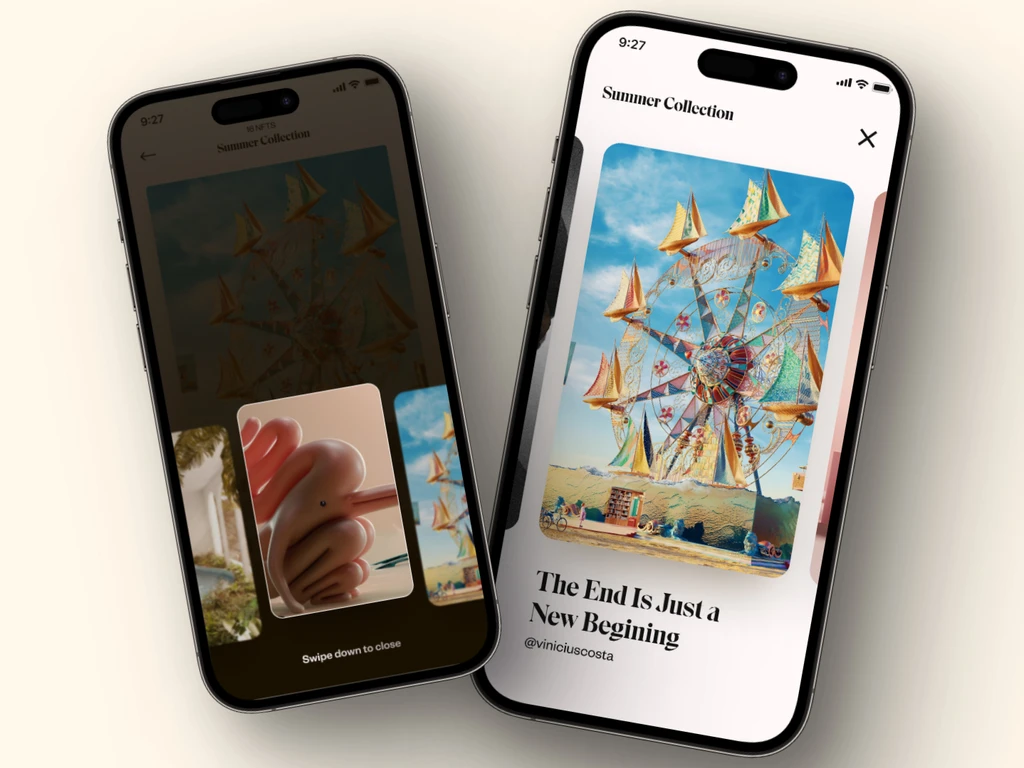 9:27
16 NFTS
Summer Collection
Swipe down to close
9:27
Summer Collection
The End Is Just a
New Begining
@viniciuscosta